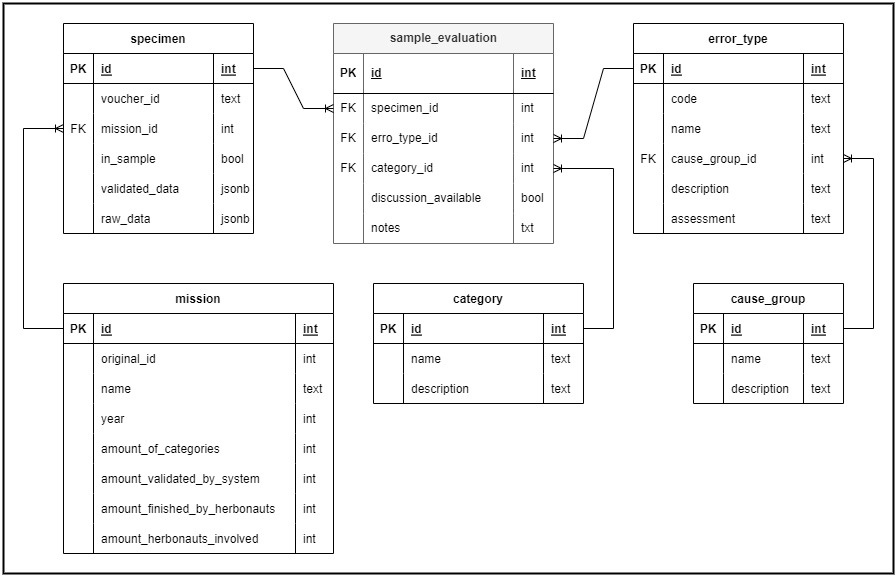 specimen
PK id int
voucher_id text
FK mission_id int
in_sample bool
validated_data jsonb
raw_data jsonb
sample_evaluation
PK id int
FK specimen_id int
FK erro_type_id int
FK category_id int
discussion_available bool
notes txt
error_type
PK id int
code text
name text
FK cause_group_id int
description text
assessment text
mission
PK id int
original_id int
name text
year int
amount_of_categories int
amount_validated_by_system int
amount_finished_by_herbonauts int
amount_herbonauts_involved int
category
PK id int
name text
description text
cause_group
PK id int
name text
description text